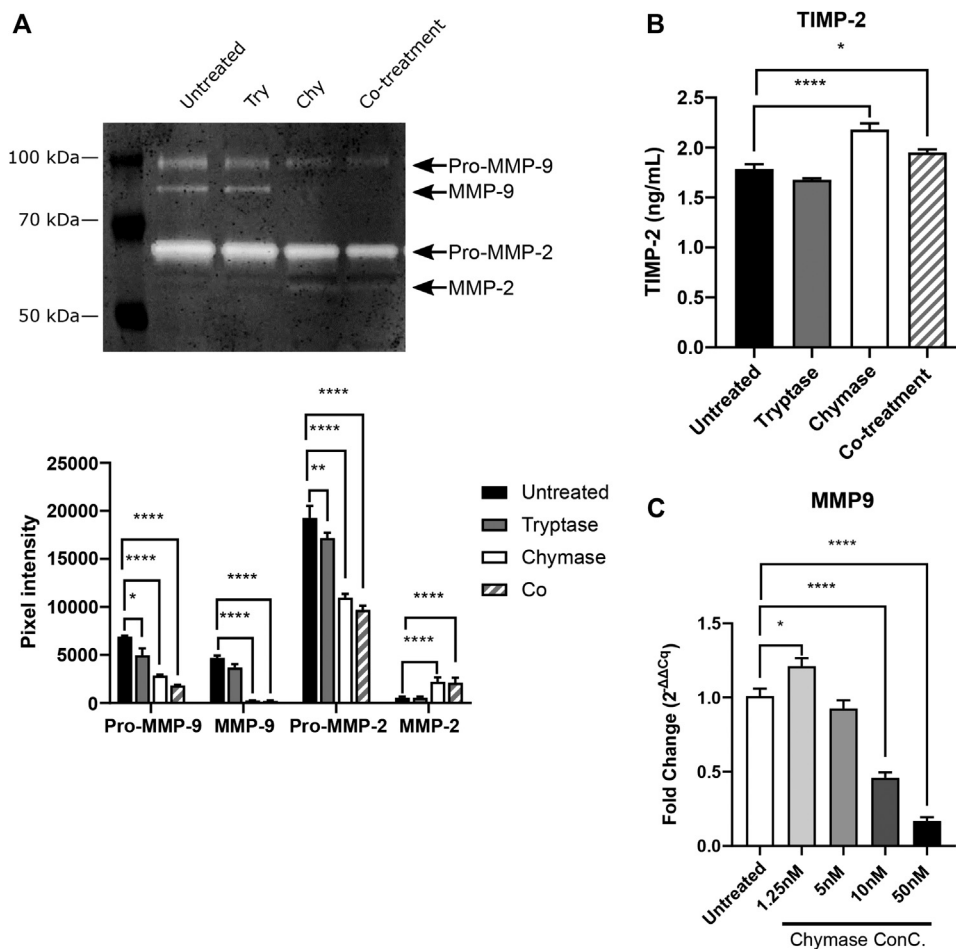 A
Untreated
Try
Chy
Co-treatment
100 kDa
70 kDa
50 kDa
Pro-MMP-9
MMP-9
Pro-MMP-2
MMP-2
Pixel intensity
25000
20000
15000
10000
5000
0
****
****
*
****
****
****
****
**
****
****
Pro-MMP-9
MMP-9
Pro-MMP-2
MMP-2
Untreated
Tryptase
Chymase
Co
B
TIMP-2
*
****
TIMP-2 (ng/mL)
2.5
2.0
1.5
1.0
0.5
0.0
Untreated
Tryptase
Chymase
Co-treatment
C
MMP9
****
****
*
Fold Change (2-ΔΔCq)
1.5
1.0
0.5
0.0
Untreated
1.25nM
5nM
10nM
50nM
Chymase ConC.